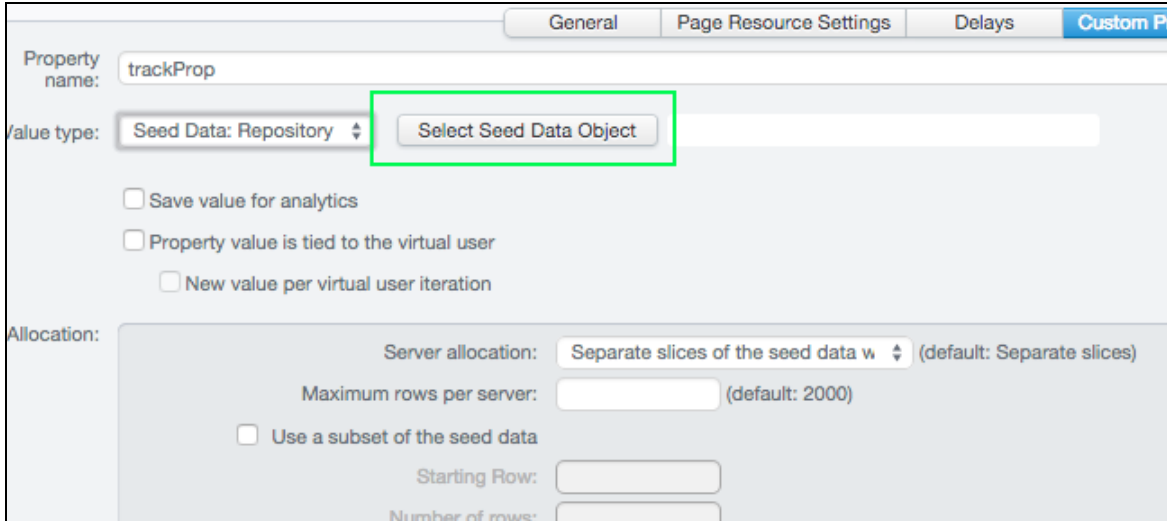 General Page Resource Settings Delays Custom P
Property name: trackProp
Value type: Seed Data: Repository Select Seed Data Object
Save value for analytics
Property value is tied to the virtual user
New value per virtual user iteration
Allocation:
Server allocation: Separate slices of the seed data w (default: Separate slices)
Maximum rows per server: (default: 2000)
Use a subset of the seed data
Starting Row:
Number of rows: